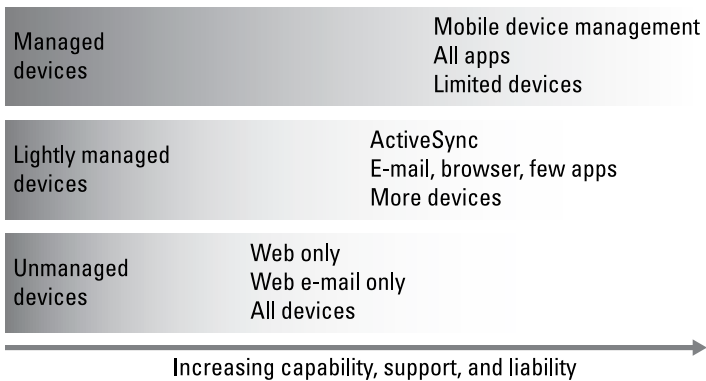 Managed
devices
Mobile device management
All apps
Limited devices
Lightly managed
devices
ActiveSync
E-mail, browser, few apps
More devices
Unmanaged
devices
Web only
Web e-mail only
All devices
Increasing capability, support, and liability